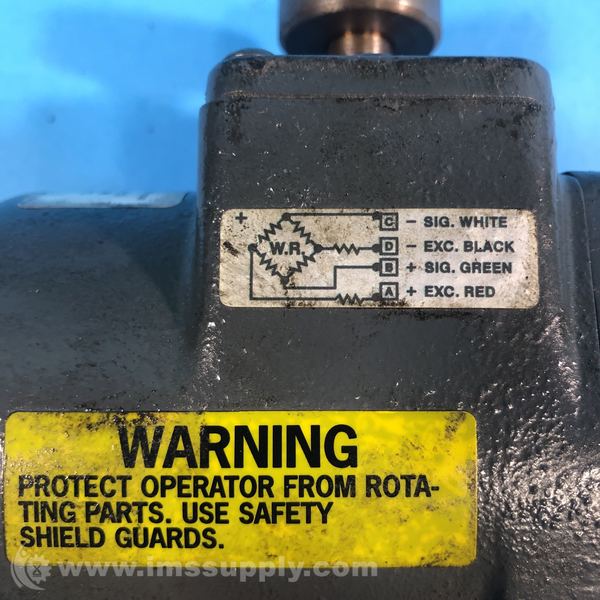 +
W.R. C - SIG. WHITE
D - EXC. BLACK
B + SIG. GREEN
A + EXC. RED
WARNING
PROTECT OPERATOR FROM ROTA-
TING PARTS. USE SAFETY
SHIELD GUARDS.
www.imssupply.com